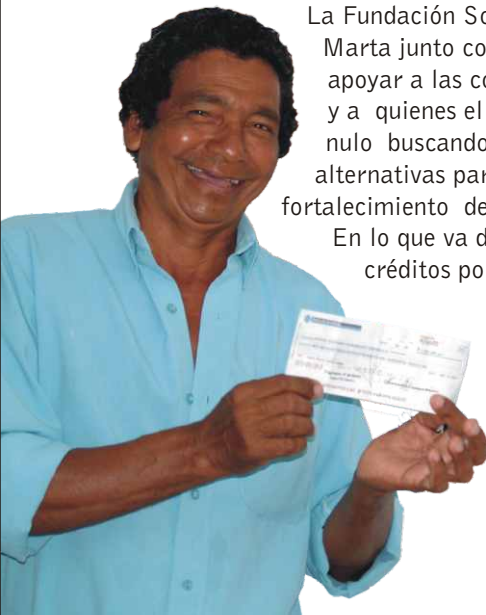 La Fundación So
Marta junto co
apoyar a las co
y a quienes el
nulo buscando
alternativas par
fortalecimiento de
En lo que va d
créditos po